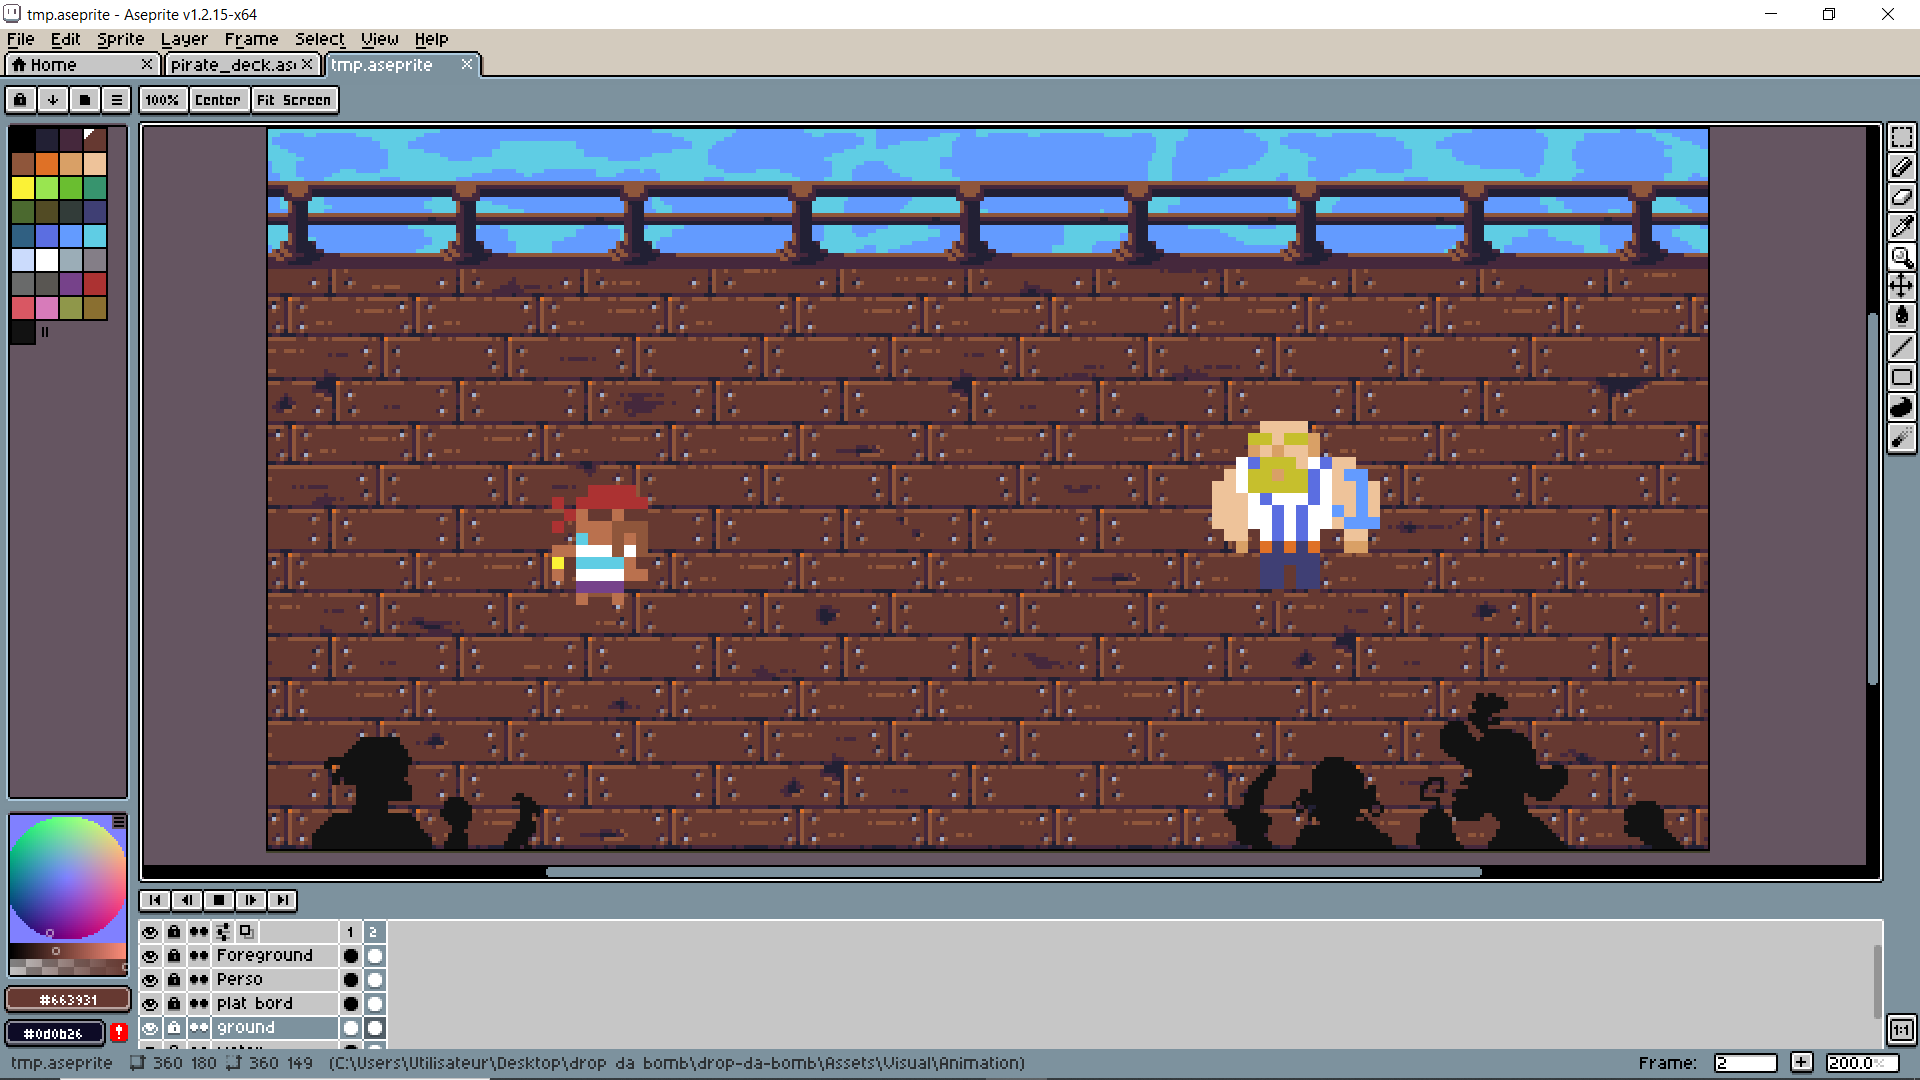 tmp.aseprite - Aseprite v1.2.15-x64
File Edit Sprite Layer Frame Select View Help
Home
pirate_deck.as
tmp.aseprite
100% Center Fit Screen
1 2
Foreground
Perso
plat bord
ground
#663931
#0d0b26
1:1
tmp.aseprite 360 180 360 149 (C:\Users\Utilisateur\Desktop\drop da bomb\drop-da-bomb\Assets\Visual\Animation)
Frame: 2 + 200.0